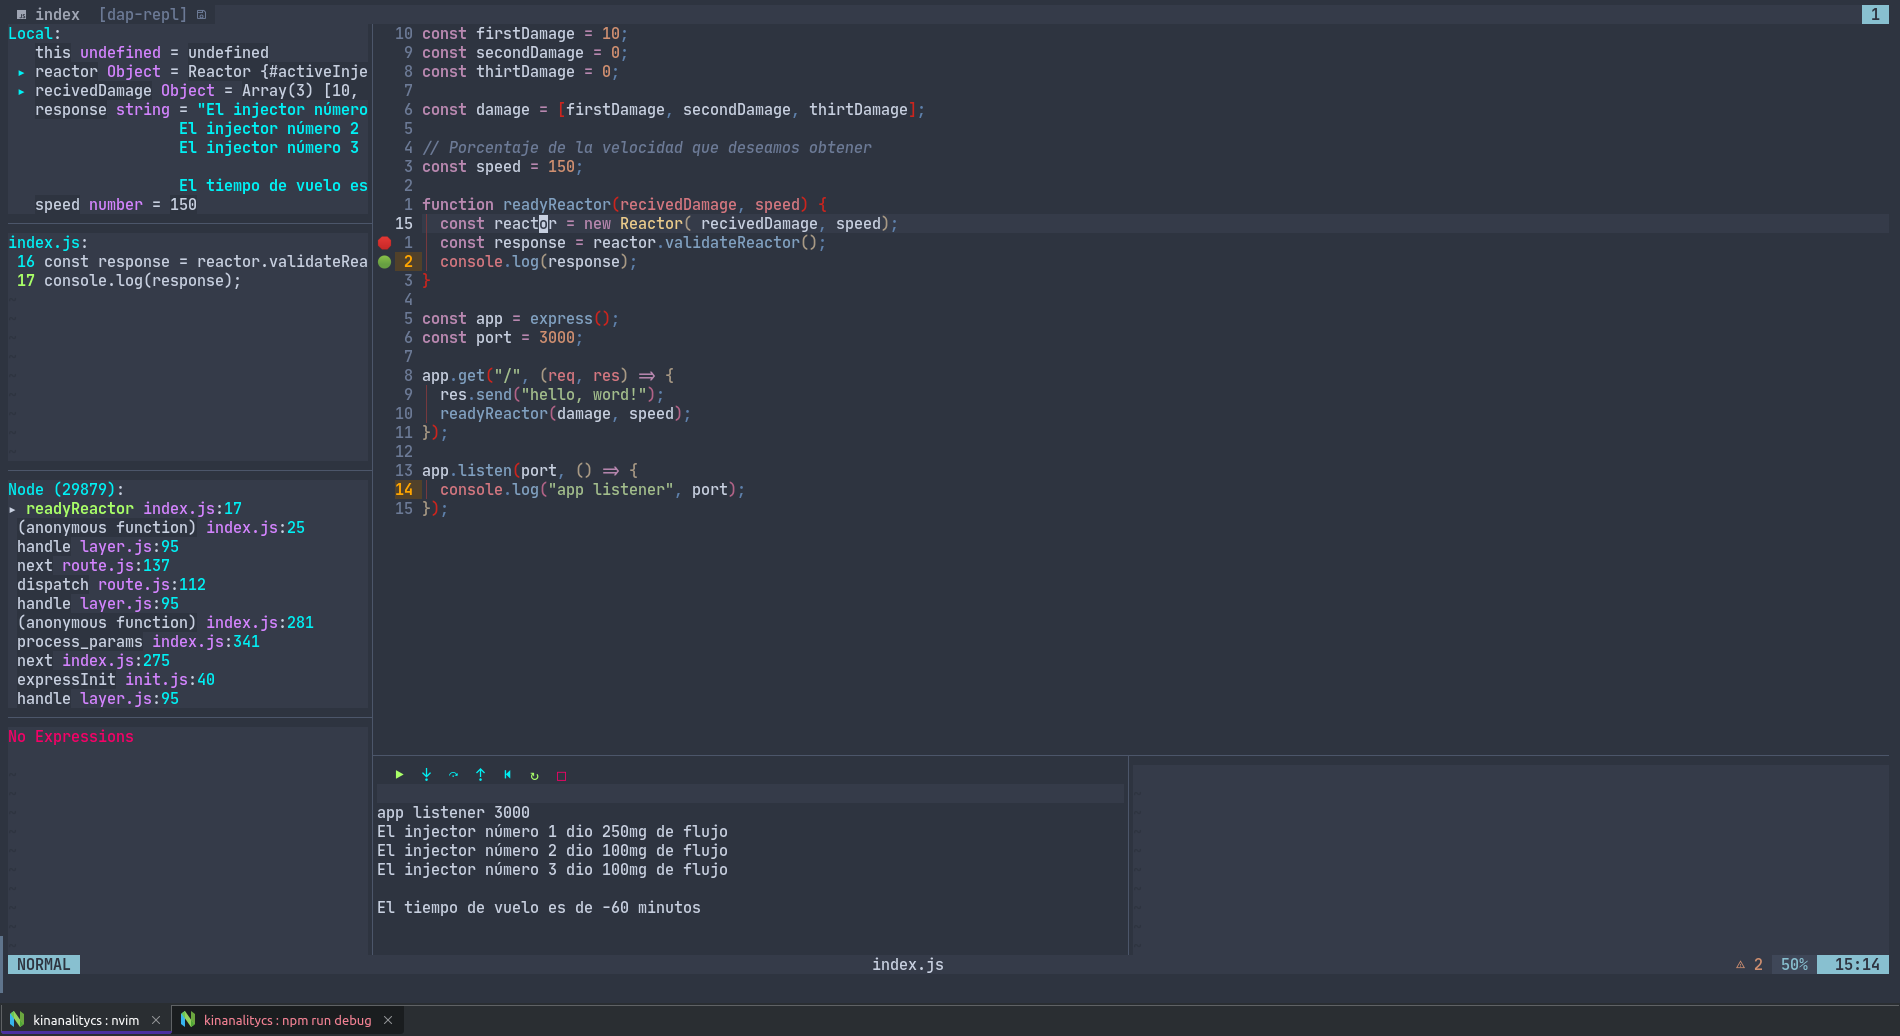 index [dap-repl]
1
Local:
this undefined = undefined
reactor Object = Reactor {#activeInje
recivedDamage Object = Array(3) [10,
response string = "El injector número
El injector número 2
El injector número 3
El tiempo de vuelo es
speed number = 150
index.js:
16 const response = reactor.validateRea
17 console.log(response);
Node (29879):
readyReactor index.js:17
(anonymous function) index.js:25
handle layer.js:95
next route.js:137
dispatch route.js:112
handle layer.js:95
(anonymous function) index.js:281
process_params index.js:341
next index.js:275
expressInit init.js:40
handle layer.js:95
No Expressions
10 const firstDamage = 10;
9 const secondDamage = 0;
8 const thirtDamage = 0;
7
6 const damage = [firstDamage, secondDamage, thirtDamage];
5
4 // Porcentaje de la velocidad que deseamos obtener
3 const speed = 150;
2
1 function readyReactor(recivedDamage, speed) {
15 const reactor = new Reactor( recivedDamage, speed);
1 const response = reactor.validateReactor();
2 console.log(response);
3 }
4
5 const app = express();
6 const port = 3000;
7
8 app.get("/", (req, res) => {
9 res.send("hello, word!");
10 readyReactor(damage, speed);
11 });
12
13 app.listen(port, () => {
14 console.log("app listener", port);
15 });
app listener 3000
El injector número 1 dio 250mg de flujo
El injector número 2 dio 100mg de flujo
El injector número 3 dio 100mg de flujo
El tiempo de vuelo es de -60 minutos
NORMAL
index.js
2 50% 15:14
kinanalitycs : nvim
kinanalitycs : npm run debug